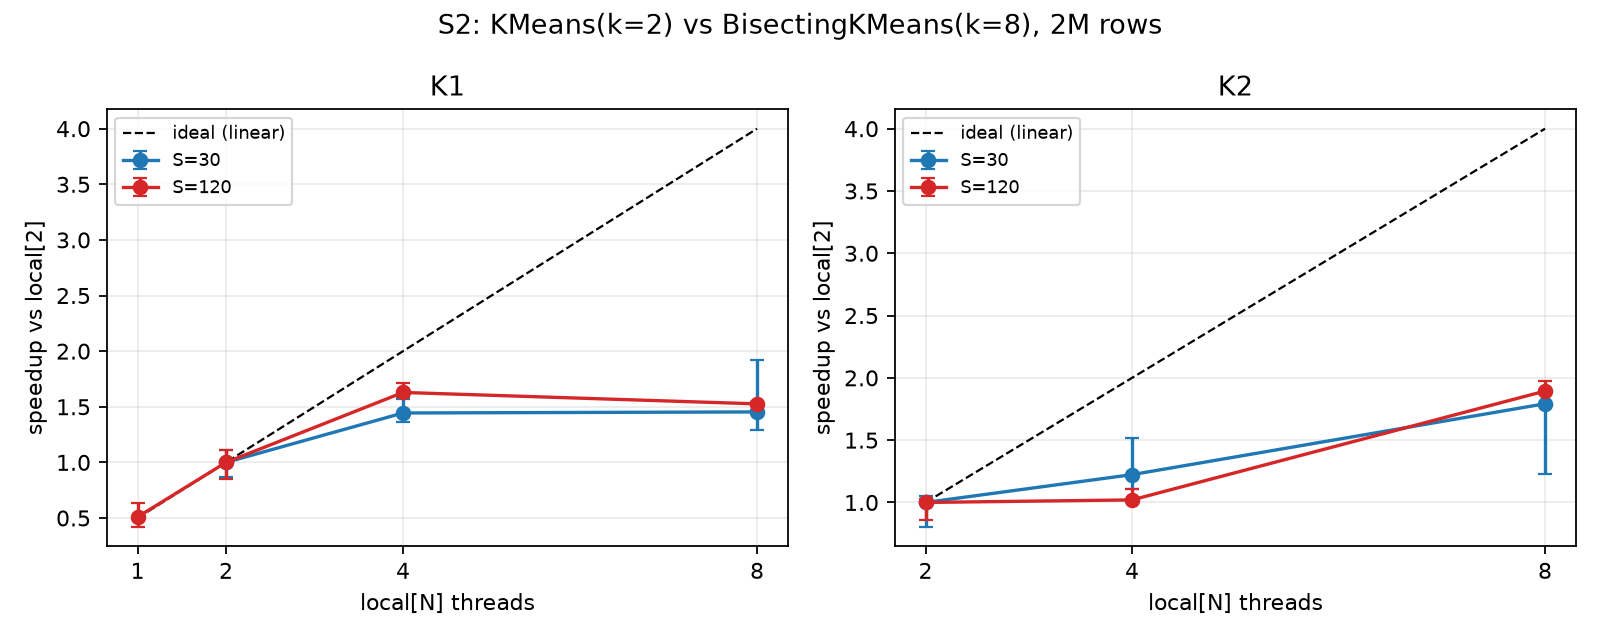 S2: KMeans(k=2) vs BisectingKMeans(k=8), 2M rows
K1
ideal (linear)
S=30
S=120
speedup vs local[2]
4.0
3.5
3.0
2.5
2.0
1.5
1.0
0.5
1
2
4
8
local[N] threads
K2
ideal (linear)
S=30
S=120
speedup vs local[2]
4.0
3.5
3.0
2.5
2.0
1.5
1.0
2
4
8
local[N] threads